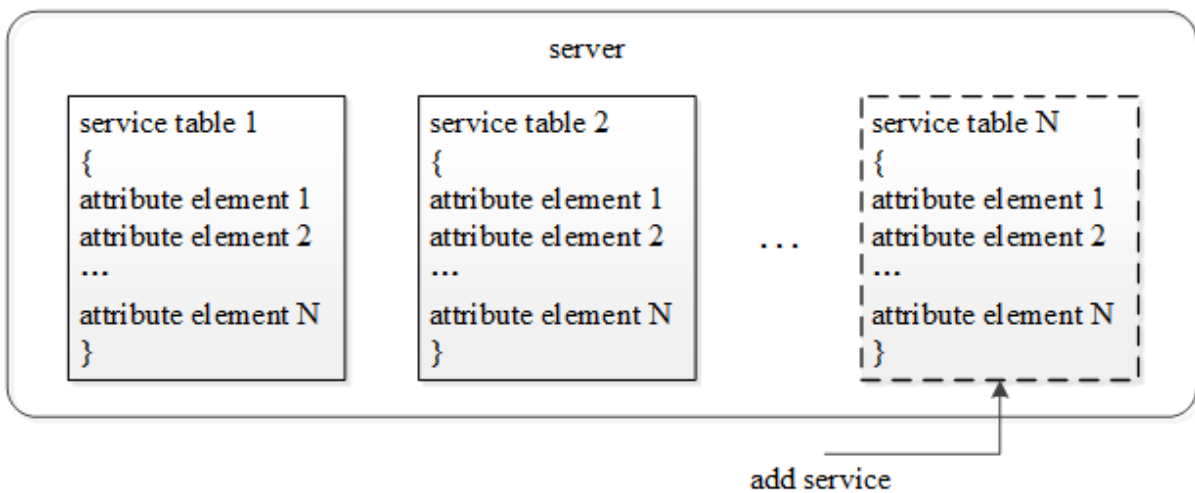 server
service table 1
{
attribute element 1
attribute element 2
...
attribute element N
}
service table 2
{
attribute element 1
attribute element 2
...
attribute element N
}
...
service table N
{
attribute element 1
attribute element 2
...
attribute element N
}
add service